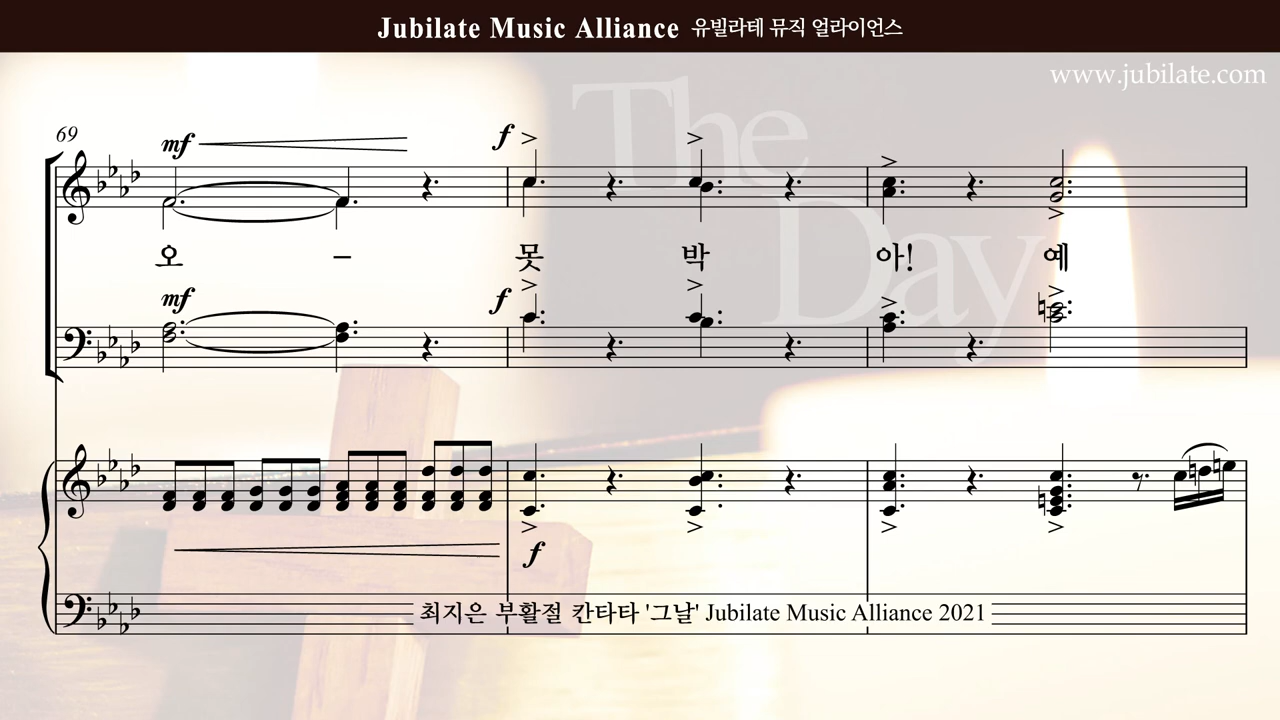 Jubilate Music Alliance 유빌라테 뮤직 얼라이언스
www.jubilate.com
The
Day
69
mf f
오 – 못 박 아! 예
mf f
f
최지은 부활절 칸타타 '그날' Jubilate Music Alliance 2021